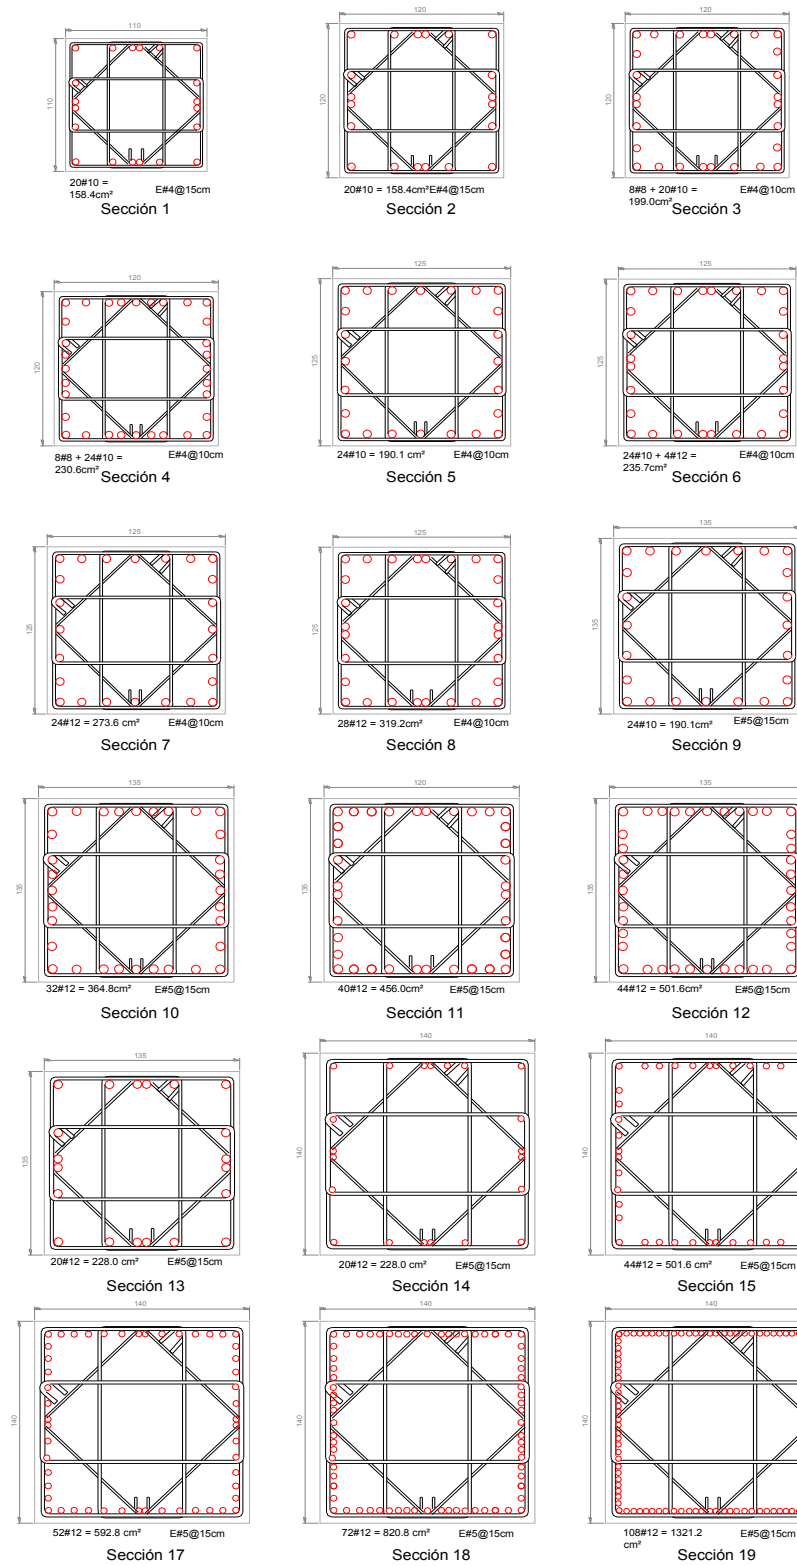 110
110
20#10 =
158.4cm²
E#4@15cm
Sección 1
120
120
20#10 = 158.4cm²E#4@15cm
Sección 2
120
120
8#8 + 20#10 =
199.0cm²
E#4@10cm
Sección 3
120
120
8#8 + 24#10 =
230.6cm²
E#4@10cm
Sección 4
125
125
24#10 = 190.1 cm²
E#4@10cm
Sección 5
125
125
24#10 + 4#12 =
235.7cm²
E#4@10cm
Sección 6
125
125
24#12 = 273.6 cm²
E#4@10cm
Sección 7
125
125
28#12 = 319.2cm²
E#4@10cm
Sección 8
135
135
24#10 = 190.1cm²
E#5@15cm
Sección 9
135
135
32#12 = 364.8cm²
E#5@15cm
Sección 10
120
135
40#12 = 456.0cm²
E#5@15cm
Sección 11
135
135
44#12 = 501.6cm²
E#5@15cm
Sección 12
135
135
20#12 = 228.0 cm²
E#5@15cm
Sección 13
140
140
20#12 = 228.0 cm²
E#5@15cm
Sección 14
140
140
44#12 = 501.6 cm²
E#5@15cm
Sección 15
140
140
52#12 = 592.8 cm²
E#5@15cm
Sección 17
140
140
72#12 = 820.8 cm²
E#5@15cm
Sección 18
140
140
108#12 = 1321.2
cm²
E#5@15cm
Sección 19